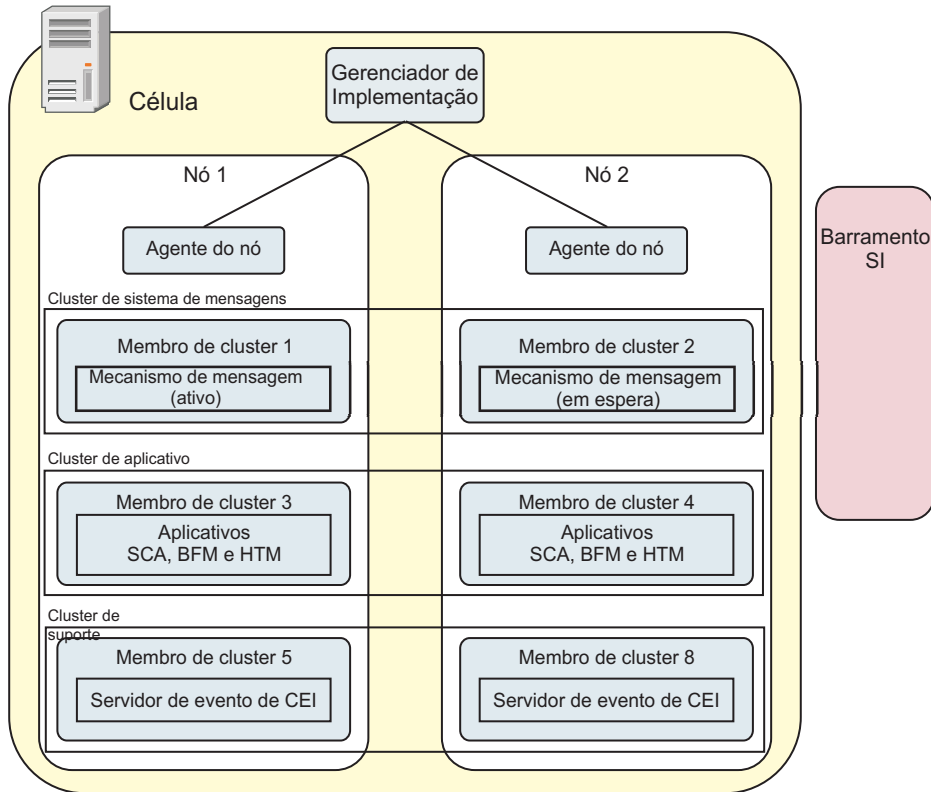 Célula
Gerenciador de
Implementação
Nó 1
Nó 2
Agente do nó
Agente do nó
Barramento
SI
Cluster de sistema de mensagens
Membro de cluster 1
Mecanismo de mensagem
(ativo)
Membro de cluster 2
Mecanismo de mensagem
(em espera)
Cluster de aplicativo
Membro de cluster 3
Aplicativos
SCA, BFM e HTM
Membro de cluster 4
Aplicativos
SCA, BFM e HTM
Cluster de
suporte
Membro de cluster 5
Servidor de evento de CEI
Membro de cluster 8
Servidor de evento de CEI